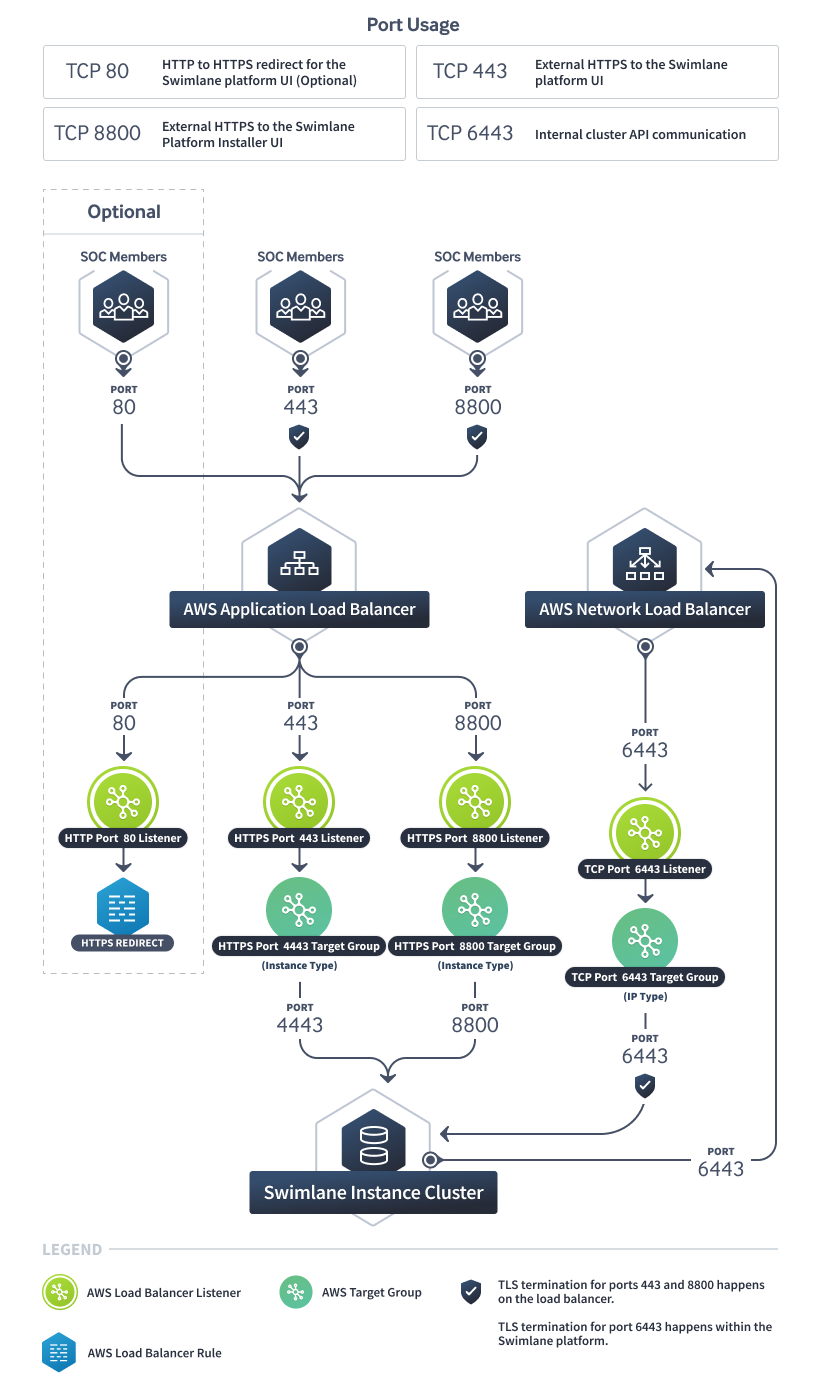 Port Usage
TCP 80
HTTP to HTTPS redirect for the
Swimlane platform UI (Optional)
TCP 443
External HTTPS to the Swimlane
platform UI
TCP 8800
External HTTPS to the Swimlane
Platform Installer UI
TCP 6443
Internal cluster API communication
Optional
SOC Members
SOC Members
SOC Members
PORT
80
PORT
443
PORT
8800
AWS Application Load Balancer
AWS Network Load Balancer
PORT
80
PORT
443
PORT
8800
PORT
6443
HTTP Port 80 Listener
HTTPS Port 443 Listener
HTTPS Port 8800 Listener
TCP Port 6443 Listener
HTTPS REDIRECT
HTTPS Port 4443 Target Group
(Instance Type)
HTTPS Port 8800 Target Group
(Instance Type)
TCP Port 6443 Target Group
(IP Type)
PORT
4443
PORT
8800
PORT
6443
PORT
6443
Swimlane Instance Cluster
LEGEND
AWS Load Balancer Listener
AWS Target Group
TLS termination for ports 443 and 8800 happens
on the load balancer.
TLS termination for port 6443 happens within the
Swimlane platform.
AWS Load Balancer Rule